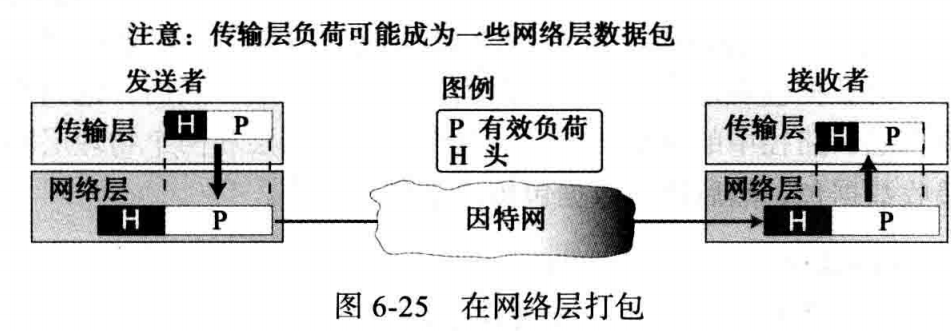 注意：传输层负荷可能成为一些网络层数据包
发送者
图例
接收者
传输层
H P
P 有效负荷
H 头
传输层
H P
网络层
H P
因特网
网络层
H P
图 6-25 在网络层打包